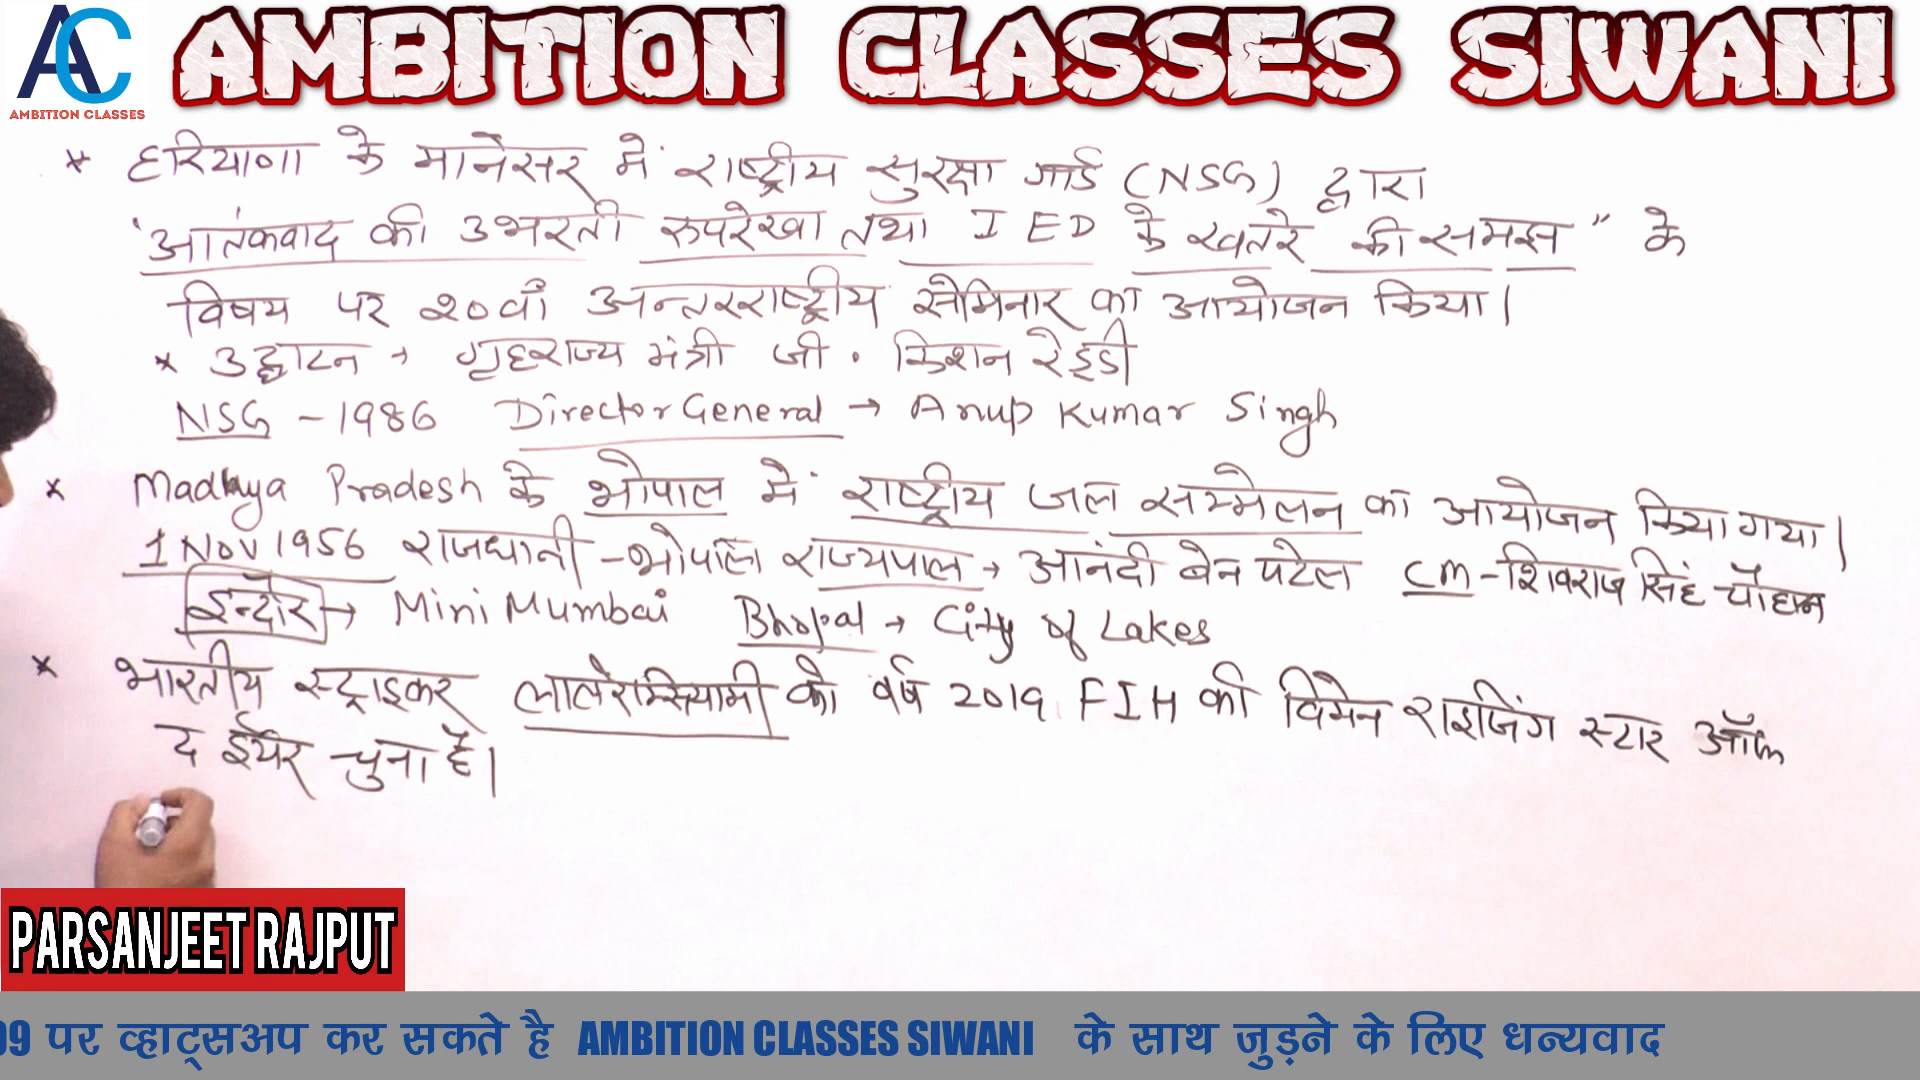 AC AMBITION CLASSES SIWANI
AMBITION CLASSES
* हरियाणा के मानेसर में राष्ट्रीय सुरक्षा गार्ड (NSG) द्वारा
'आतंकवाद की उभरती रुपरेखा तथा IED के खतरे की समझ" के
विषय पर 20वां अन्तरराष्ट्रीय सेमिनार का आयोजन किया।
* उद्घाटन → गृहराज्य मंत्री जी. किशन रेड्डी
NSG - 1986 Director General → Anup Kumar Singh
* Madhya Pradesh के भोपाल में राष्ट्रीय जल सम्मेलन का आयोजन किया गया।
1 Nov 1956 राजधानी - भोपाल राज्यपाल → आनंदी बेन पटेल CM - शिवराज सिंह चौहान
इन्दौर → Mini Mumbai Bhopal → City of Lakes
* भारतीय स्ट्राइकर लालरेम्सियामी को वर्ष 2019 FIH की विमेन राइजिंग स्टार ऑफ
द ईयर चुना है।
PARSANJEET RAJPUT
09 पर व्हाट्सअप कर सकते है AMBITION CLASSES SIWANI के साथ जुड़ने के लिए धन्यवाद